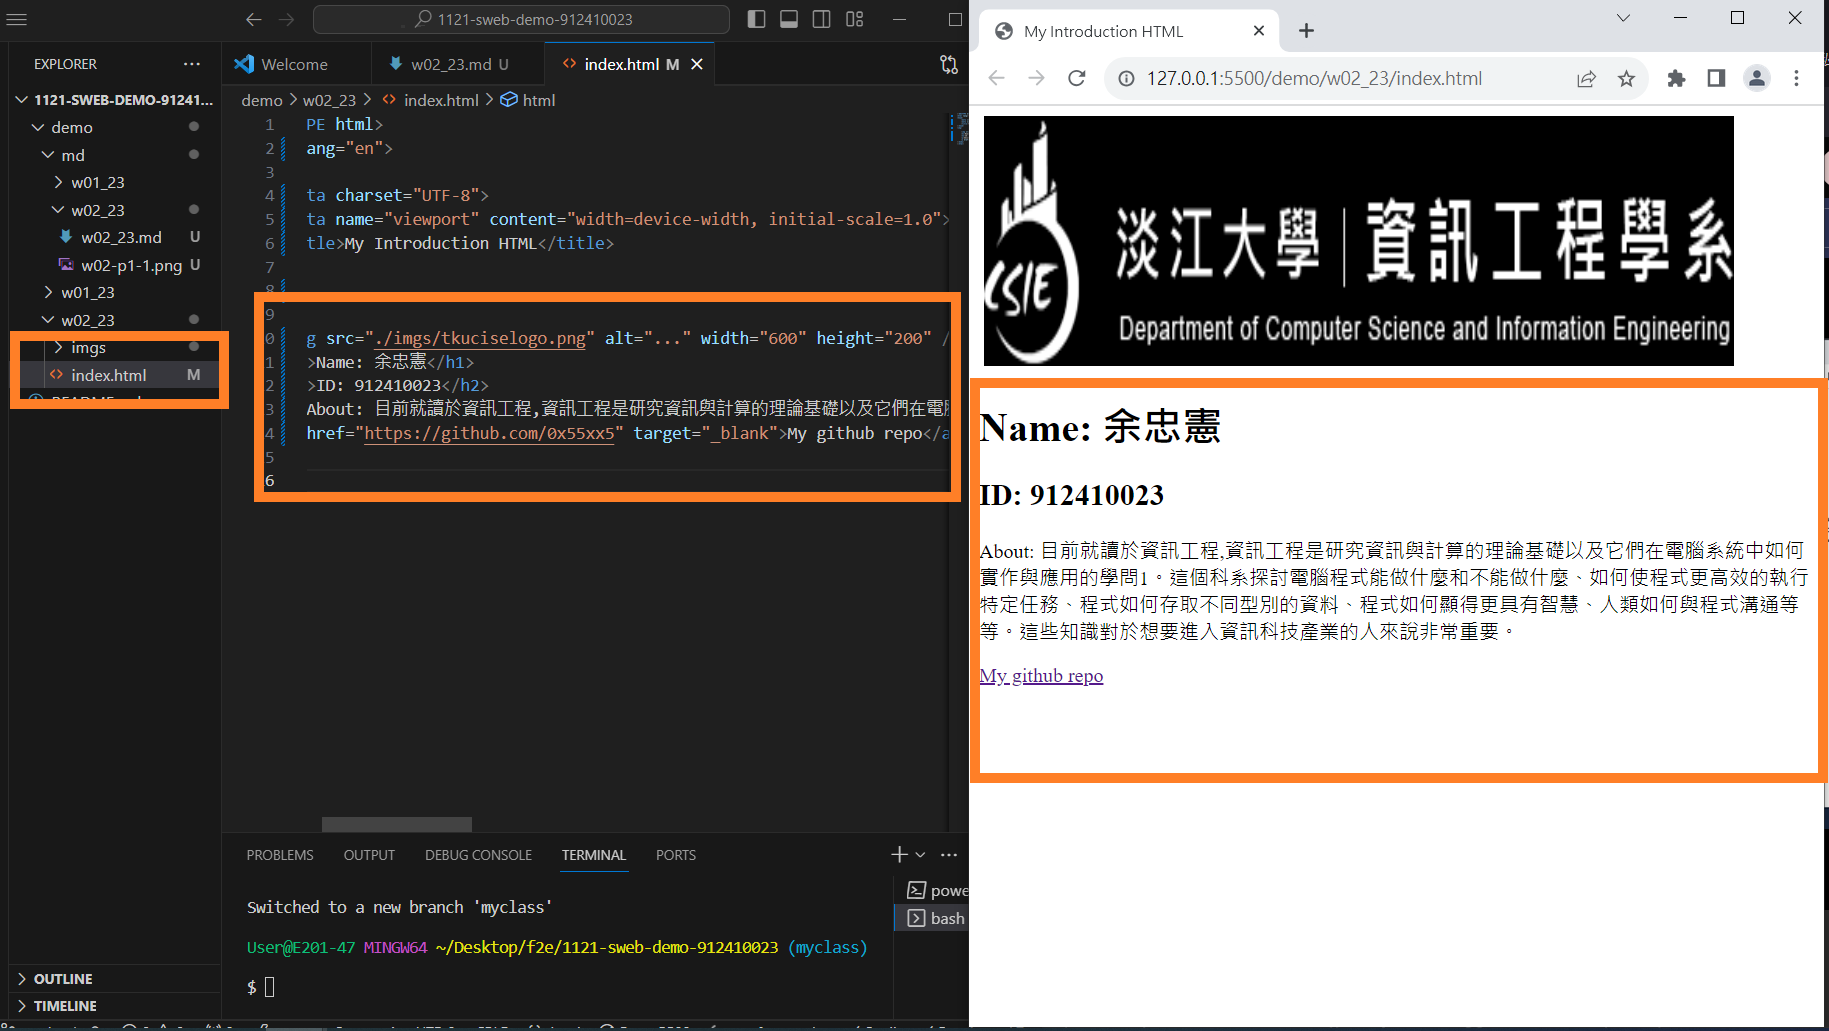 1121-sweb-demo-912410023
EXPLORER
1121-SWEB-DEMO-91241...
demo
md
w01_23
w02_23
w02_23.md U
w02-p1-1.png U
w01_23
w02_23
imgs
index.html M
OUTLINE
TIMELINE
Welcome
w02_23.md U
index.html M
demo > w02_23 > index.html > html
1 PE html>
2 ang="en">
3
4 ta charset="UTF-8">
5 ta name="viewport" content="width=device-width, initial-scale=1.0">
6 tle>My Introduction HTML</title>
7
8
9
0 g src="./imgs/tkuciselogo.png" alt="..." width="600" height="200" /
1 >Name: 余忠憲</h1>
2 >ID: 912410023</h2>
3 About: 目前就讀於資訊工程,資訊工程是研究資訊與計算的理論基礎以及它們在電腦
4 href="https://github.com/0x55xx5" target="_blank">My github repo</a
5
6
PROBLEMS OUTPUT DEBUG CONSOLE TERMINAL PORTS
Switched to a new branch 'myclass'
User@E201-47 MINGW64 ~/Desktop/f2e/1121-sweb-demo-912410023 (myclass)
$
powe
bash
My Introduction HTML
127.0.0.1:5500/demo/w02_23/index.html
CSIE
淡江大學 | 資訊工程學系
Department of Computer Science and Information Engineering
Name: 余忠憲
ID: 912410023
About: 目前就讀於資訊工程,資訊工程是研究資訊與計算的理論基礎以及它們在電腦系統中如何
實作與應用的學問1。這個科系探討電腦程式能做什麼和不能做什麼、如何使程式更高效的執行
特定任務、程式如何存取不同型別的資料、程式如何顯得更具有智慧、人類如何與程式溝通等
等。這些知識對於想要進入資訊科技產業的人來說非常重要。
My github repo